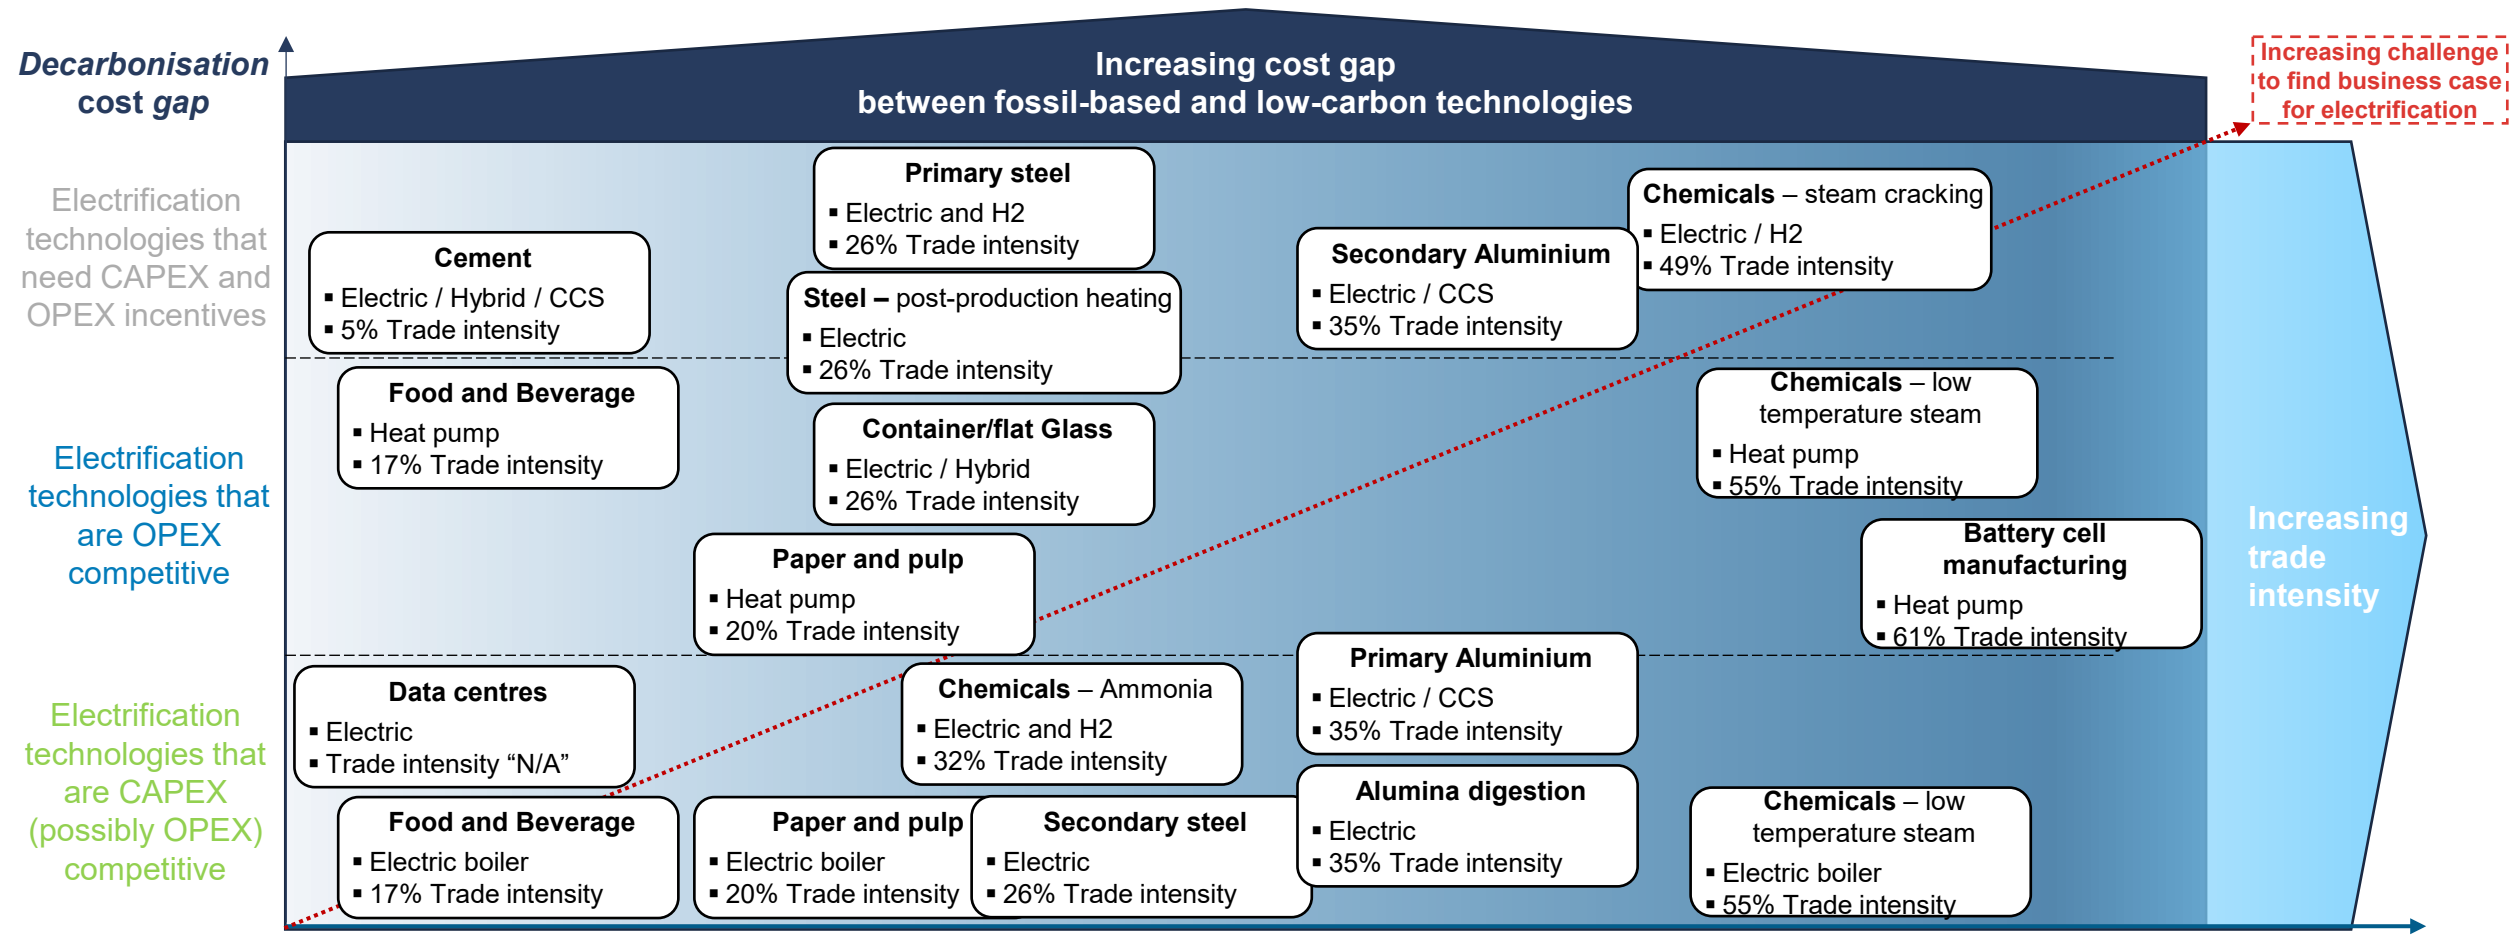 Decarbonisation
cost gap
Increasing cost gap
between fossil-based and low-carbon technologies
Increasing challenge
to find business case
for electrification
Electrification
technologies that
need CAPEX and
OPEX incentives
Cement
▪ Electric / Hybrid / CCS
▪ 5% Trade intensity
Primary steel
▪ Electric and H2
▪ 26% Trade intensity
Steel – post-production heating
▪ Electric
▪ 26% Trade intensity
Secondary Aluminium
▪ Electric / CCS
▪ 35% Trade intensity
Chemicals – steam cracking
▪ Electric / H2
▪ 49% Trade intensity
Electrification
technologies that
are OPEX
competitive
Food and Beverage
▪ Heat pump
▪ 17% Trade intensity
Container/flat Glass
▪ Electric / Hybrid
▪ 26% Trade intensity
Paper and pulp
▪ Heat pump
▪ 20% Trade intensity
Chemicals – low
temperature steam
▪ Heat pump
▪ 55% Trade intensity
Battery cell
manufacturing
▪ Heat pump
▪ 61% Trade intensity
Increasing
trade
intensity
Electrification
technologies that
are CAPEX
(possibly OPEX)
competitive
Data centres
▪ Electric
▪ Trade intensity “N/A”
Chemicals – Ammonia
▪ Electric and H2
▪ 32% Trade intensity
Primary Aluminium
▪ Electric / CCS
▪ 35% Trade intensity
Food and Beverage
▪ Electric boiler
▪ 17% Trade intensity
Paper and pulp
▪ Electric boiler
▪ 20% Trade intensity
Secondary steel
▪ Electric
▪ 26% Trade intensity
Alumina digestion
▪ Electric
▪ 35% Trade intensity
Chemicals – low
temperature steam
▪ Electric boiler
▪ 55% Trade intensity